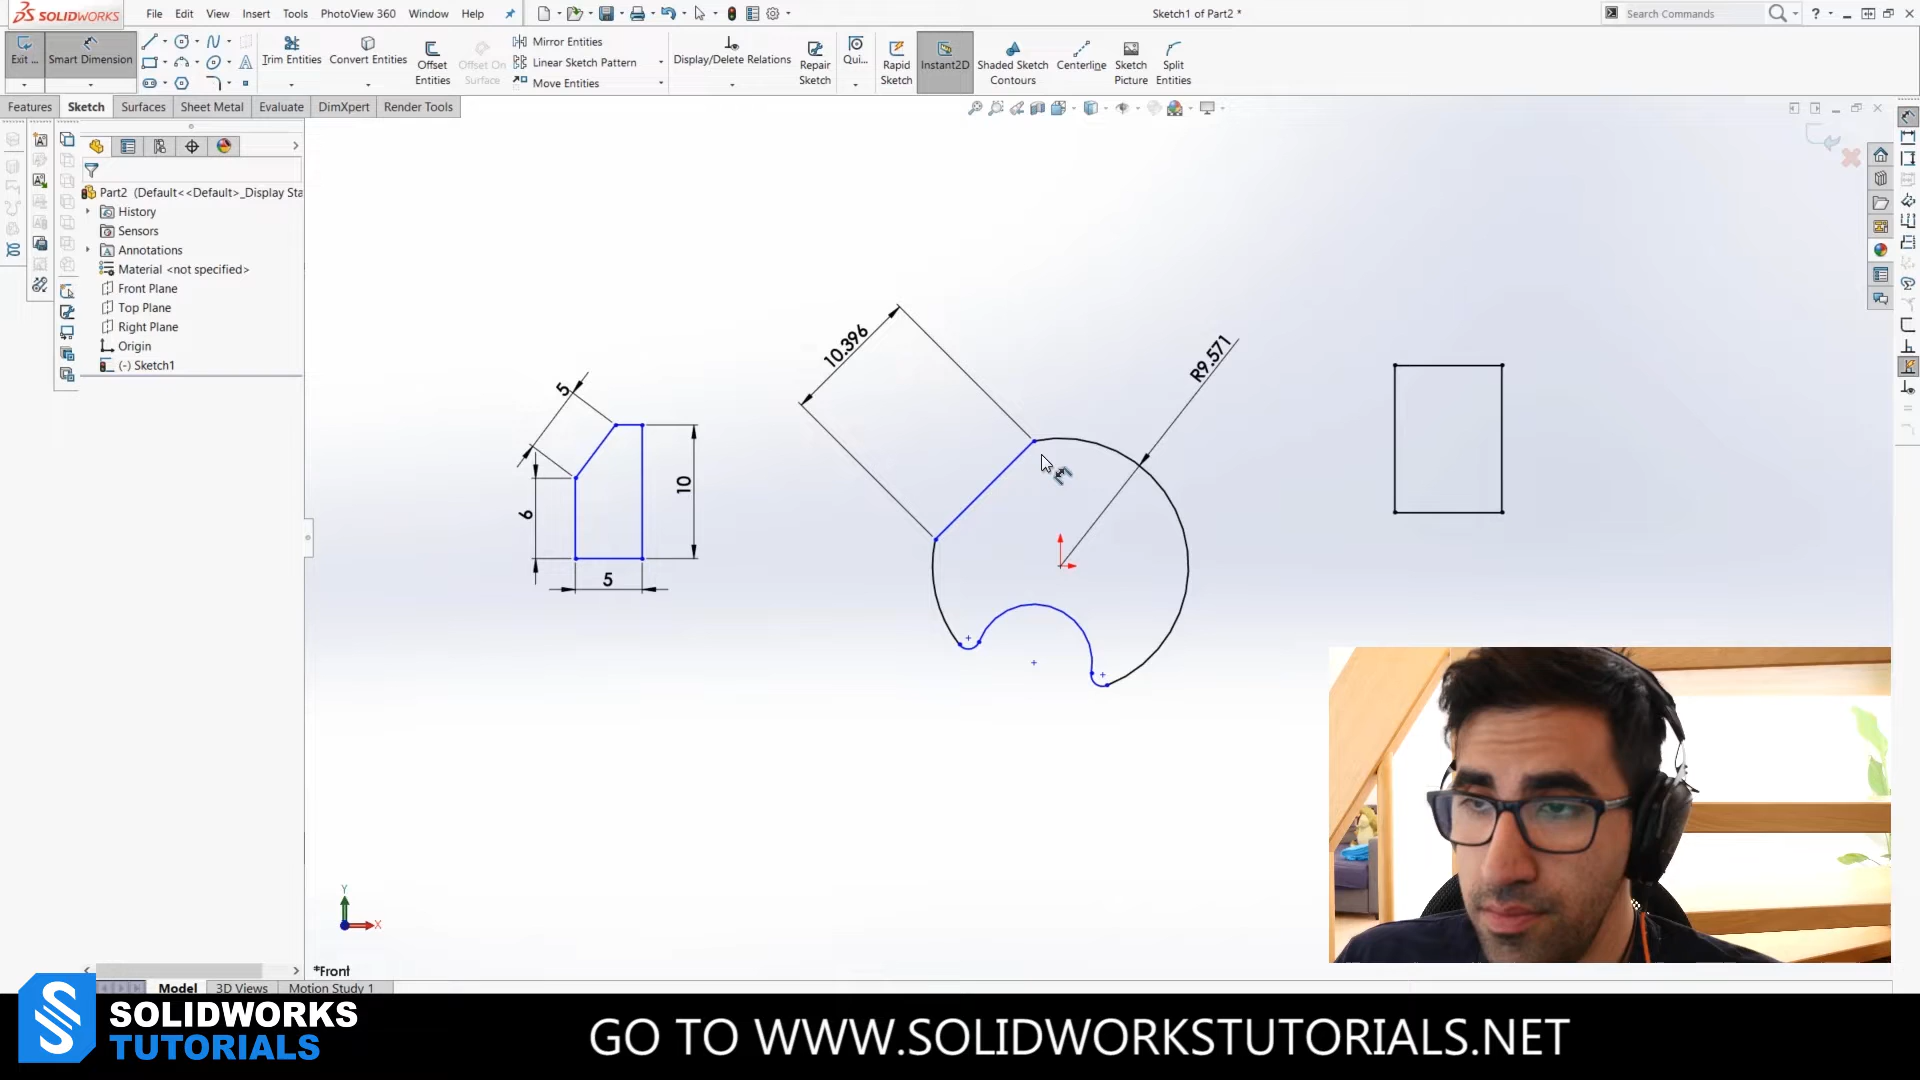 SOLIDWORKS
File Edit View Insert Tools PhotoView 360 Window Help
Sketch1 of Part2 *
Search Commands
Exit ...
Smart Dimension
Trim Entities
Convert Entities
Offset Entities
Offset On Surface
Mirror Entities
Linear Sketch Pattern
Move Entities
Display/Delete Relations
Repair Sketch
Qui...
Rapid Sketch
Instant2D
Shaded Sketch Contours
Centerline
Sketch Picture
Split Entities
Features Sketch Surfaces Sheet Metal Evaluate DimXpert Render Tools
Part2 (Default<<Default>_Display Sta
History
Sensors
Annotations
Material <not specified>
Front Plane
Top Plane
Right Plane
Origin
(-) Sketch1
10.396
R9.571
5
10
6
5
Y
X
*Front
Model 3D Views Motion Study 1
SOLIDWORKS
TUTORIALS
GO TO WWW.SOLIDWORKSTUTORIALS.NET